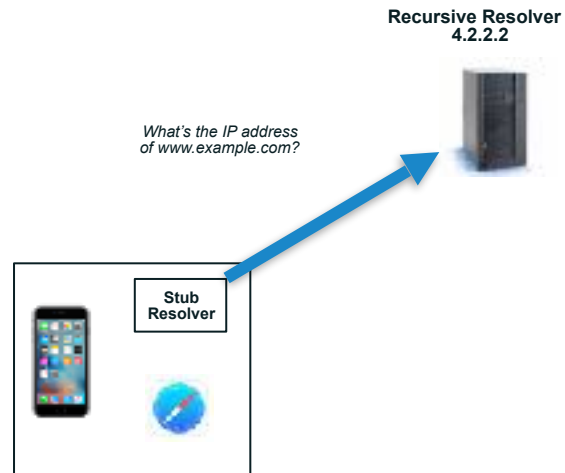 Recursive Resolver
4.2.2.2
What's the IP address
of www.example.com?
Stub
Resolver